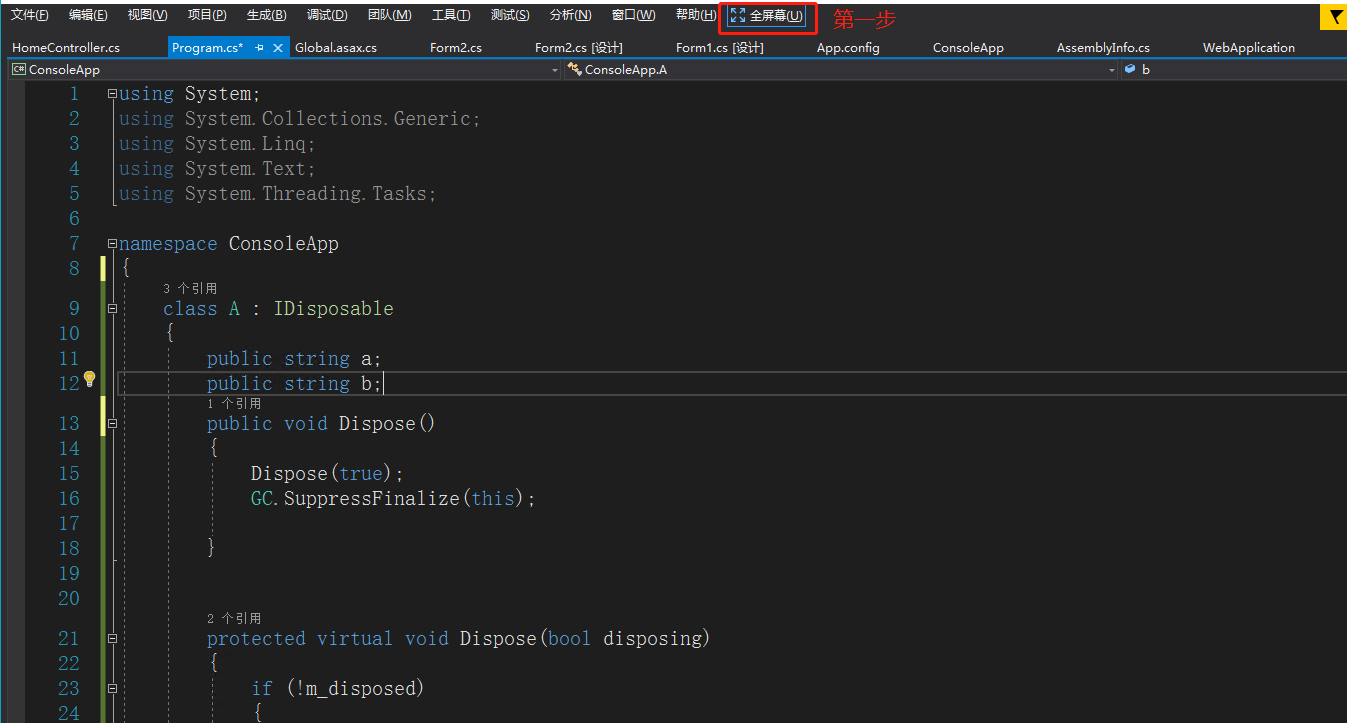 文件(F) 编辑(E) 视图(V) 项目(P) 生成(B) 调试(D) 团队(M) 工具(T) 测试(S) 分析(N) 窗口(W) 帮助(H) 全屏幕(U) 第一步
HomeController.cs Program.cs* Global.asax.cs Form2.cs Form2.cs [设计] Form1.cs [设计] App.config ConsoleApp AssemblyInfo.cs WebApplication
C# ConsoleApp ConsoleApp.A b
1 using System;
2 using System.Collections.Generic;
3 using System.Linq;
4 using System.Text;
5 using System.Threading.Tasks;
6
7 namespace ConsoleApp
8 {
3 个引用
9 class A : IDisposable
10 {
11 public string a;
12 public string b;
1 个引用
13 public void Dispose()
14 {
15 Dispose(true);
16 GC.SuppressFinalize(this);
17
18 }
19
20
2 个引用
21 protected virtual void Dispose(bool disposing)
22 {
23 if (!m_disposed)
24 {